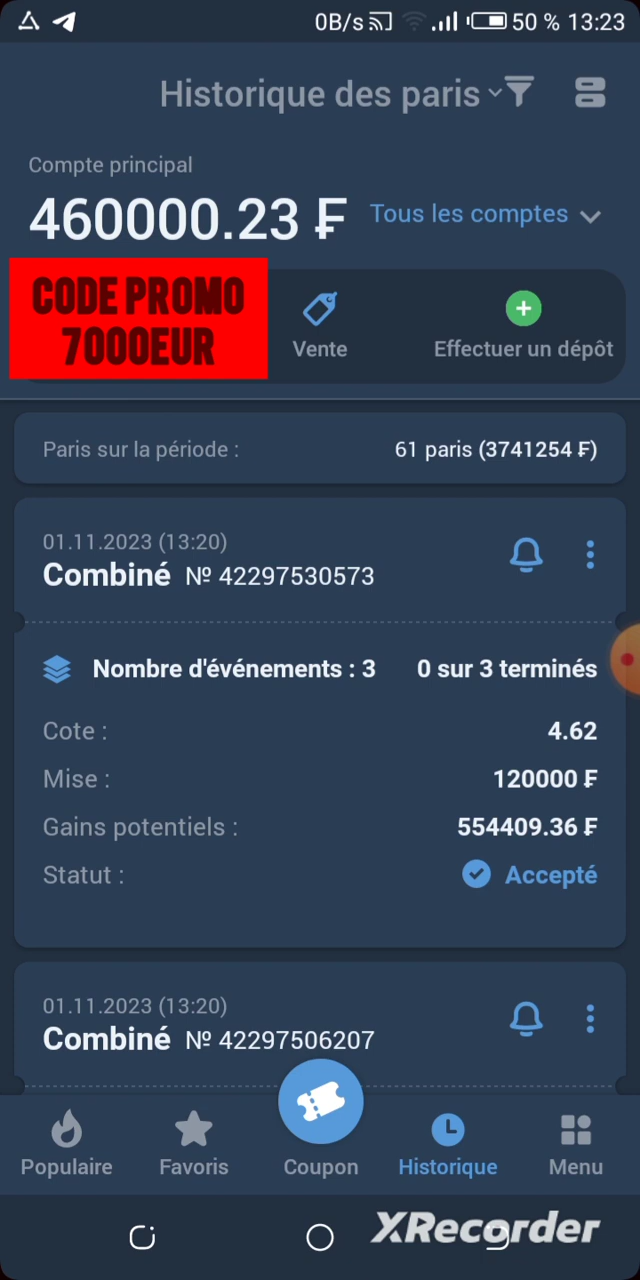 0B/s 50 % 13:23
Historique des paris
Compte principal
460000.23 ₣ Tous les comptes
CODE PROMO
7000EUR
Vente
Effectuer un dépôt
Paris sur la période : 61 paris (3741254 ₣)
01.11.2023 (13:20)
Combiné № 42297530573
Nombre d'événements : 3 0 sur 3 terminés
Cote : 4.62
Mise : 120000 ₣
Gains potentiels : 554409.36 ₣
Statut : Accepté
01.11.2023 (13:20)
Combiné № 42297506207
Populaire Favoris Coupon Historique Menu
XRecorder